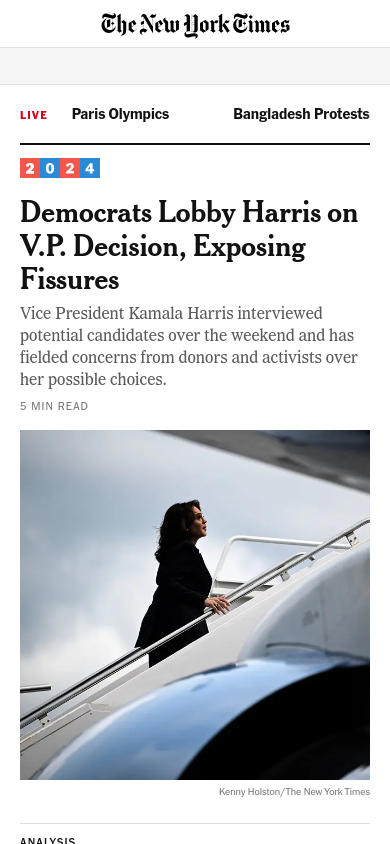 The New York Times
LIVE Paris Olympics Bangladesh Protests
2024
Democrats Lobby Harris on
V.P. Decision, Exposing
Fissures
Vice President Kamala Harris interviewed
potential candidates over the weekend and has
fielded concerns from donors and activists over
her possible choices.
5 MIN READ
Kenny Holston/The New York Times
ANALYSIS